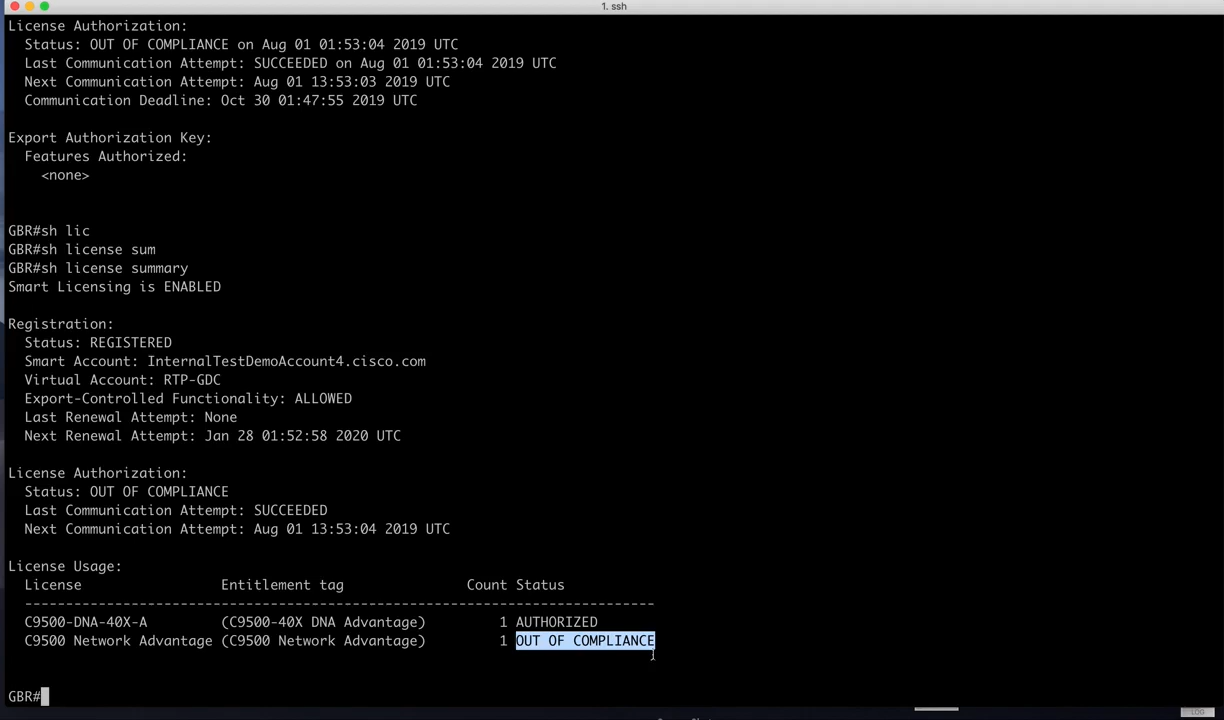 1. ssh
License Authorization:
Status: OUT OF COMPLIANCE on Aug 01 01:53:04 2019 UTC
Last Communication Attempt: SUCCEEDED on Aug 01 01:53:04 2019 UTC
Next Communication Attempt: Aug 01 13:53:03 2019 UTC
Communication Deadline: Oct 30 01:47:55 2019 UTC
Export Authorization Key:
Features Authorized:
<none>
GBR#sh lic
GBR#sh license sum
GBR#sh license summary
Smart Licensing is ENABLED
Registration:
Status: REGISTERED
Smart Account: InternalTestDemoAccount4.cisco.com
Virtual Account: RTP-GDC
Export-Controlled Functionality: ALLOWED
Last Renewal Attempt: None
Next Renewal Attempt: Jan 28 01:52:58 2020 UTC
License Authorization:
Status: OUT OF COMPLIANCE
Last Communication Attempt: SUCCEEDED
Next Communication Attempt: Aug 01 13:53:04 2019 UTC
License Usage:
License Entitlement tag Count Status
-----------------------------------------------------------------------------
C9500-DNA-40X-A (C9500-40X DNA Advantage) 1 AUTHORIZED
C9500 Network Advantage (C9500 Network Advantage) 1 OUT OF COMPLIANCE
GBR#
LOG